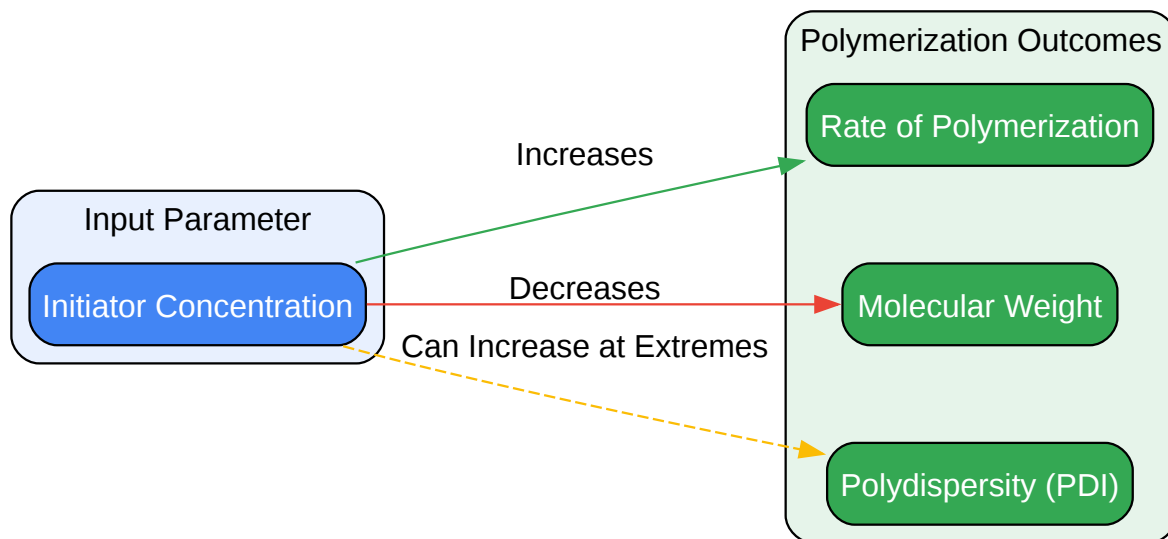 Polymerization Outcomes
Rate of Polymerization
Increases
Input Parameter
Initiator Concentration
Decreases
Molecular Weight
Can Increase at Extremes
Polydispersity (PDI)